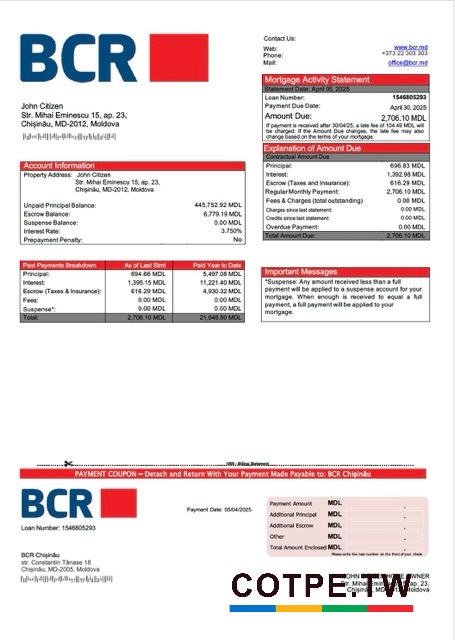 BCR
Contact Us:
Web: www.bcr.md
Phone: +373 22 303 303
Mail: office@bcr.md
Mortgage Activity Statement
Statement Date: April 05, 2025
Loan Number: 1546805293
Payment Due Date: April 30, 2025
Amount Due: 2,706.10 MDL
If payment is received after 30/04/25, a late fee of 104.49 MDL will
be charged. If the Amount Due changes, the late fee may also
change based on the terms of your mortgage.
John Citizen
Str. Mihai Eminescu 15, ap. 23,
Chișinău, MD-2012, Moldova
Explanation of Amount Due
Contractual Amount Due
Principal: 696.83 MDL
Interest: 1,392.98 MDL
Escrow (Taxes and Insurance): 616.29 MDL
Regular Monthly Payment: 2,706.10 MDL
Fees & Charges (total outstanding) 0.00 MDL
Charges since last statement: 0.00 MDL
Credits since last statement: 0.00 MDL
Overdue Payment: 0.00 MDL
Total Amount Due: 2,706.10 MDL
Account Information
Property Address: John Citizen
Str. Mihai Eminescu 15, ap. 23.
Chișinău, MD-2012, Moldova
Unpaid Principal Balance: 445,752.92 MDL
Escrow Balance: 6,779.19 MDL
Suspense Balance: 0.00 MDL
Interest Rate: 3.750%
Prepayment Penalty: No
Past Payments Breakdown As of Last Stmt Paid Year to Date
Principal: 694.66 MDL 5,497.08 MDL
Interest: 1,395.15 MDL 11,221.40 MDL
Escrow (Taxes & Insurance): 616.29 MDL 4,930.32 MDL
Fees: 0.00 MDL 0.00 MDL
Suspense*: 0.00 MDL 0.00 MDL
Total: 2,706.10 MDL 21,648.80 MDL
Important Messages
*Suspense: Any amount received less than a full
payment will be applied to a suspense account for your
mortgage. When enough is received to equal a full
payment, a full payment will be applied to your
mortgage.
PAYMENT COUPON – Detach and Return With Your Payment Made Payable to: BCR Chișinău
BCR
Loan Number: 1546805293
Payment Date: 05/04/2025
Payment Amount MDL .
Additional Principal MDL .
Additional Escrow MDL .
Other MDL .
Total Amount Enclosed MDL .
Please write the loan number on the front of your check.
BCR Chișinău
str. Constantin Tănase 18
Chișinău, MD-2005, Moldova
COTPE.TW